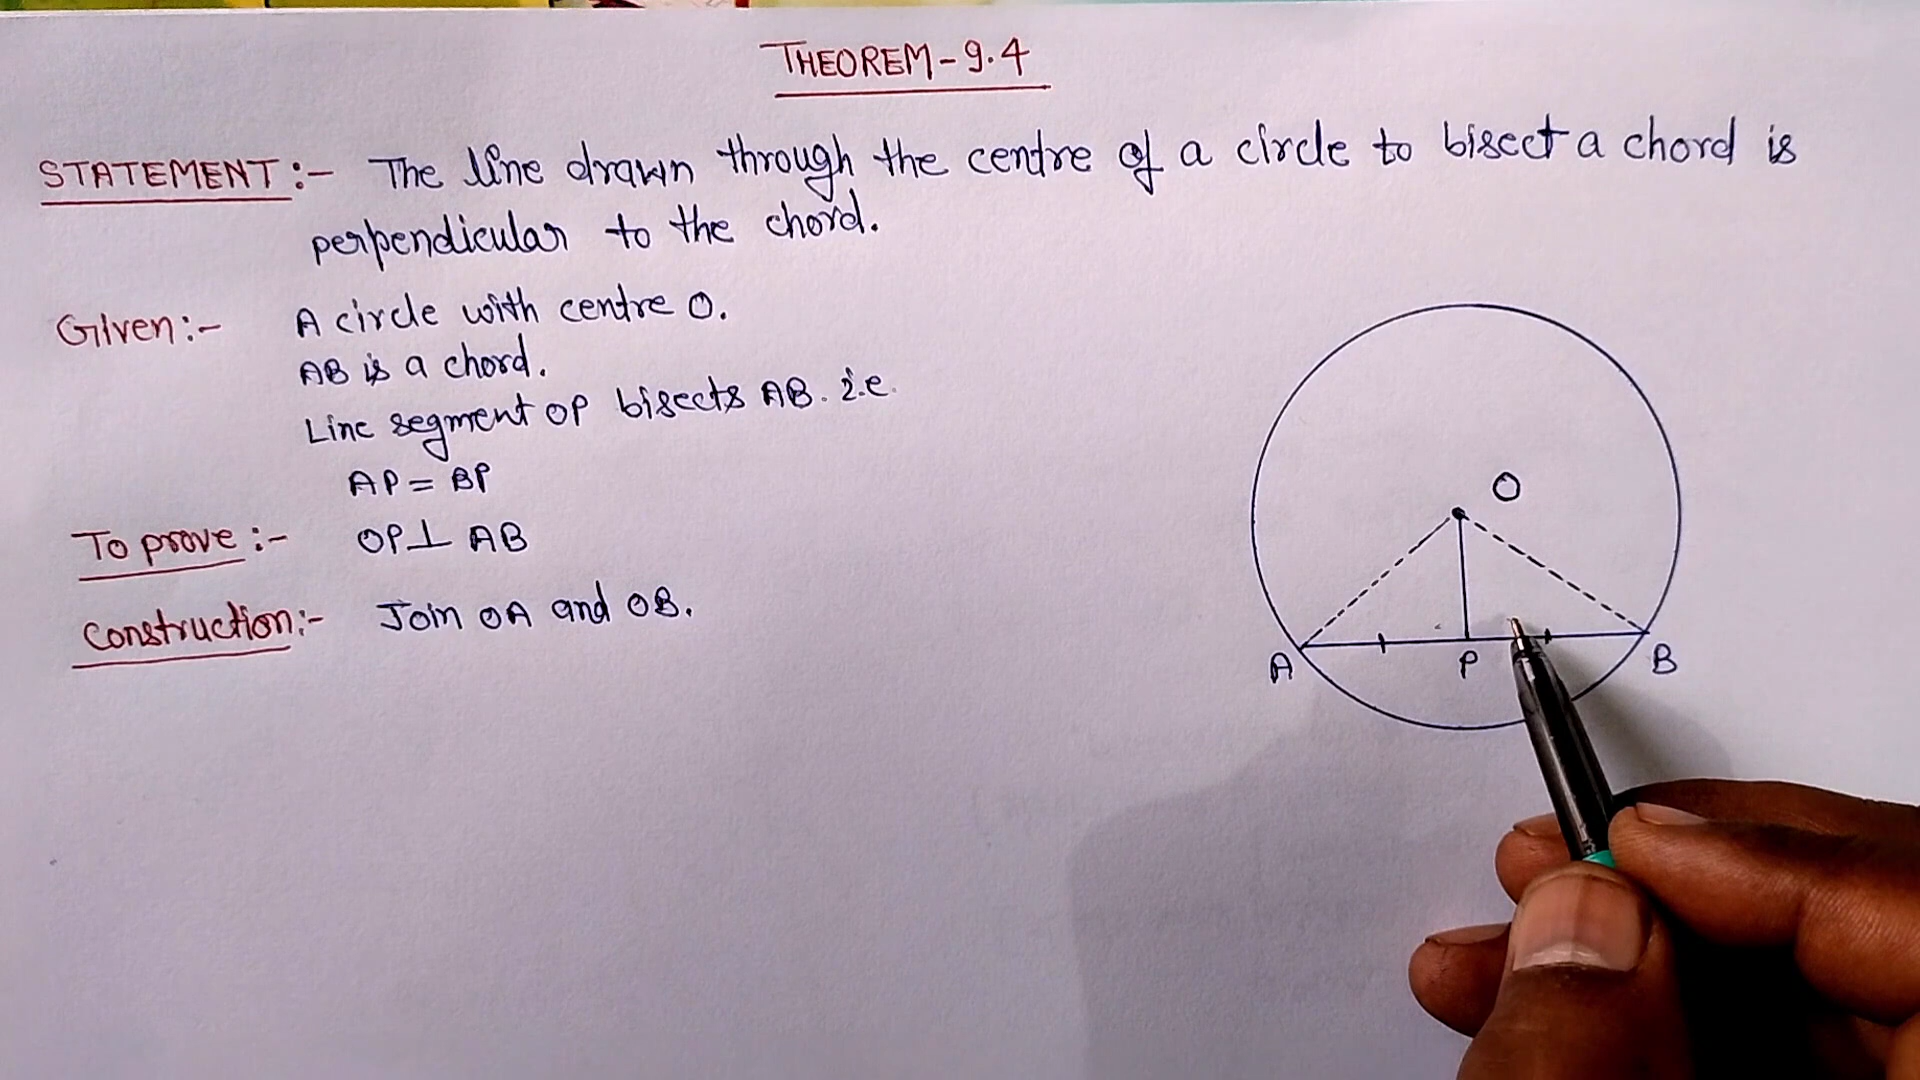 THEOREM-9.4
STATEMENT:- The line drawn through the centre of a circle to bisect a chord is
perpendicular to the chord.
Given:- A circle with centre O.
AB is a chord.
Line segment OP bisects AB. i.e.
AP = BP
To prove:- OP⊥ AB
Construction:- Join OA and OB.
O
A P B